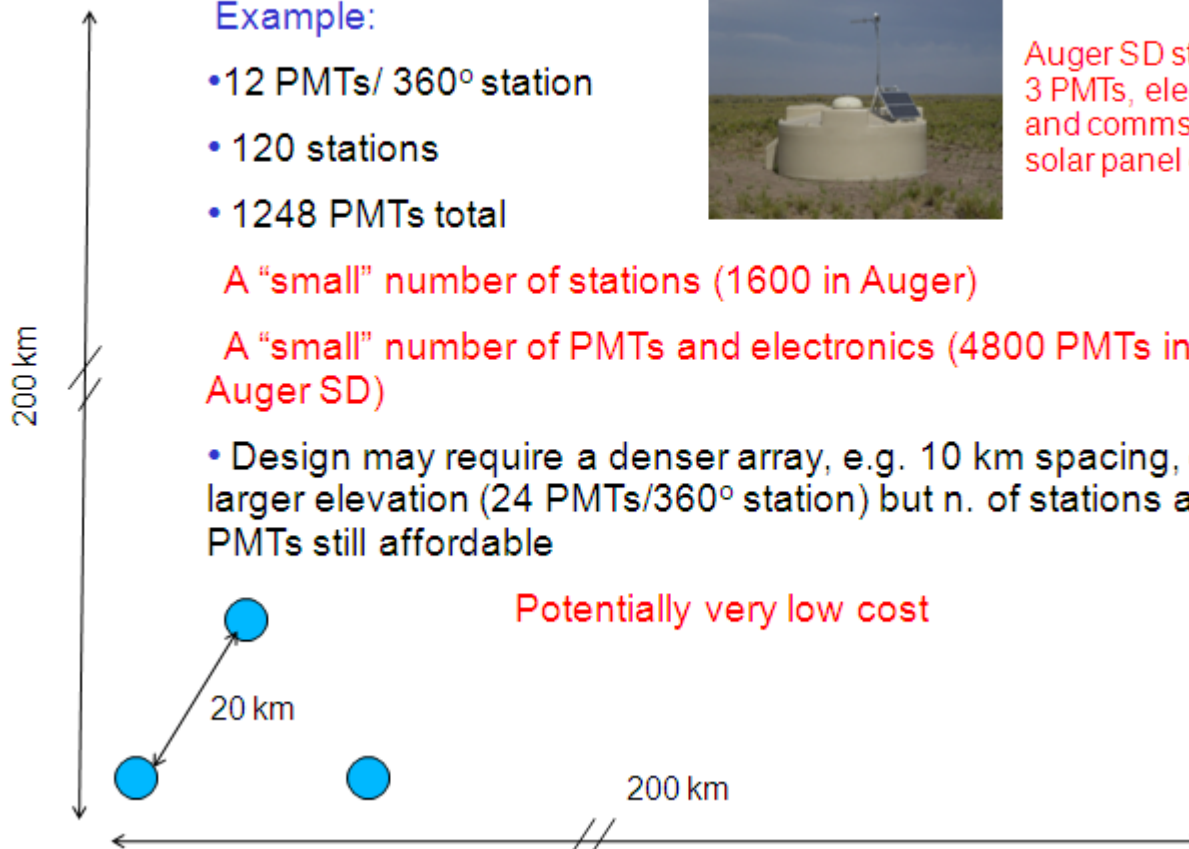 Example:
•12 PMTs/ 360º station
• 120 stations
• 1248 PMTs total
Auger SD
3 PMTs,
and comms
solar panel
A “small” number of stations (1600 in Auger)
A “small” number of PMTs and electronics (4800 PMTs in
Auger SD)
• Design may require a denser array, e.g. 10 km spacing,
larger elevation (24 PMTs/360º station) but n. of stations
PMTs still affordable
Potentially very low cost
200 km
20 km
200 km